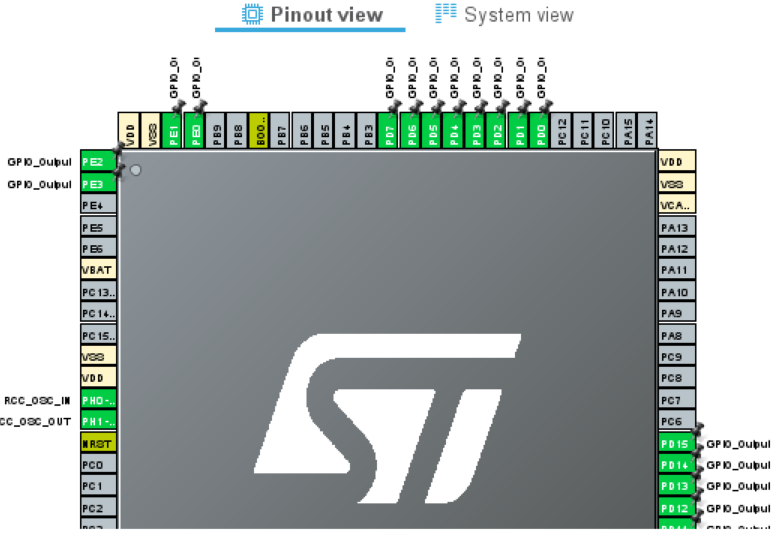 Pinout view System view
GPIO_O GPIO_O GPIO_O GPIO_O GPIO_O GPIO_O GPIO_O GPIO_O GPIO_O GPIO_O
VDD VSS PE1 PE0 PB9 PB8 BOO.. PB7 PB6 PB5 PB4 PB3 PD7 PD6 PD5 PD4 PD3 PD2 PD1 PD0 PC12 PC11 PC10 PA15 PA14
GPIO_Output PE2 VDD
GPIO_Output PE3 VSS
PE4 VCA..
PE5 PA13
PE6 PA12
VBAT PA11
PC13.. PA10
PC14.. PA9
PC15.. PA8
VSS PC9
VDD PC8
RCC_OSC_IN PH0-.. PC7
CC_OSC_OUT PH1-.. PC6
NRST PD15 GPIO_Output
PC0 PD14 GPIO_Output
PC1 PD13 GPIO_Output
PC2 PD12 GPIO_Output
ST